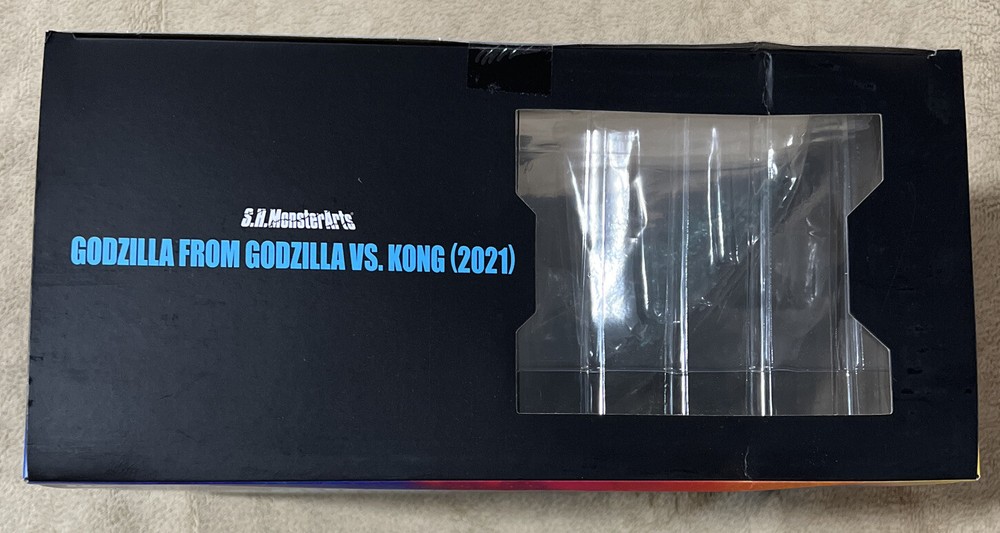 S.H.MonsterArts
GODZILLA FROM GODZILLA VS. KONG (2021)